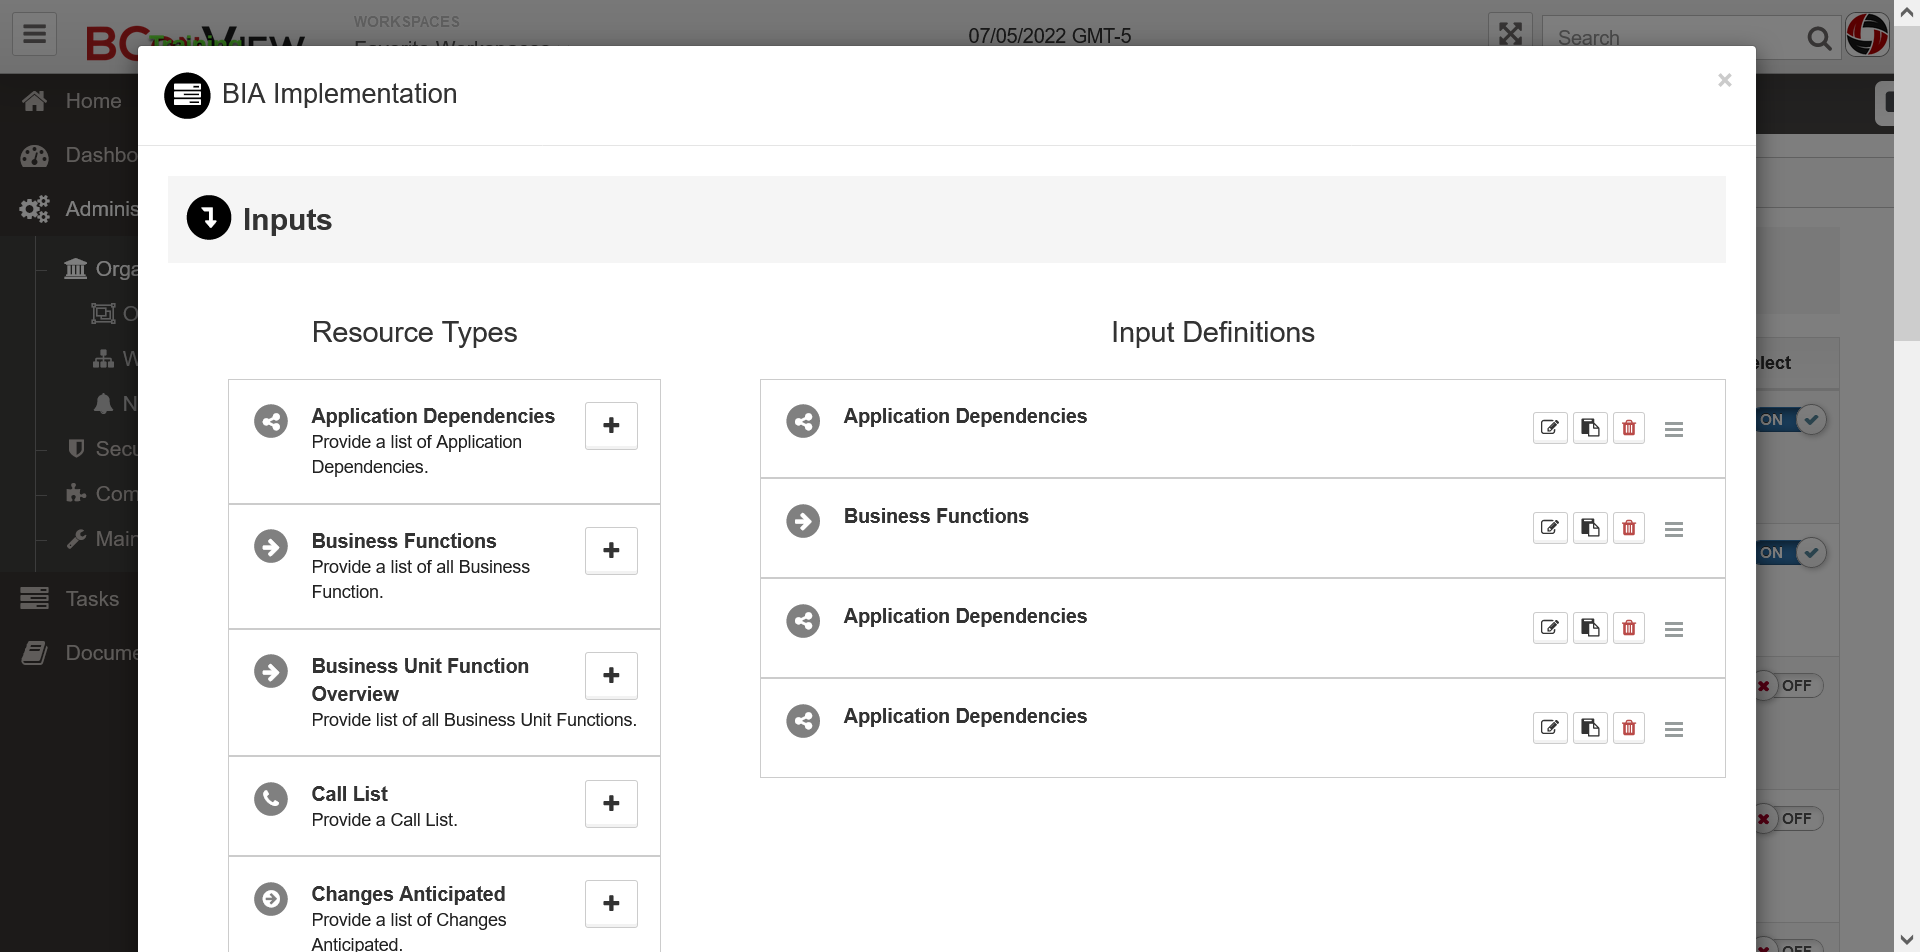 WORKSPACES
07/05/2022 GMT-5
Search
Home
Dashbo
Adminis
Orga
O
W
N
Secu
Com
Main
Tasks
Docume
BIA Implementation
×
Inputs
Resource Types
Application Dependencies
Provide a list of Application
Dependencies.
Business Functions
Provide a list of all Business
Function.
Business Unit Function
Overview
Provide list of all Business Unit Functions.
Call List
Provide a Call List.
Changes Anticipated
Provide a list of Changes
Anticipated.
Input Definitions
Application Dependencies
Business Functions
Application Dependencies
Application Dependencies
elect
ON
ON
OFF
OFF
OFF